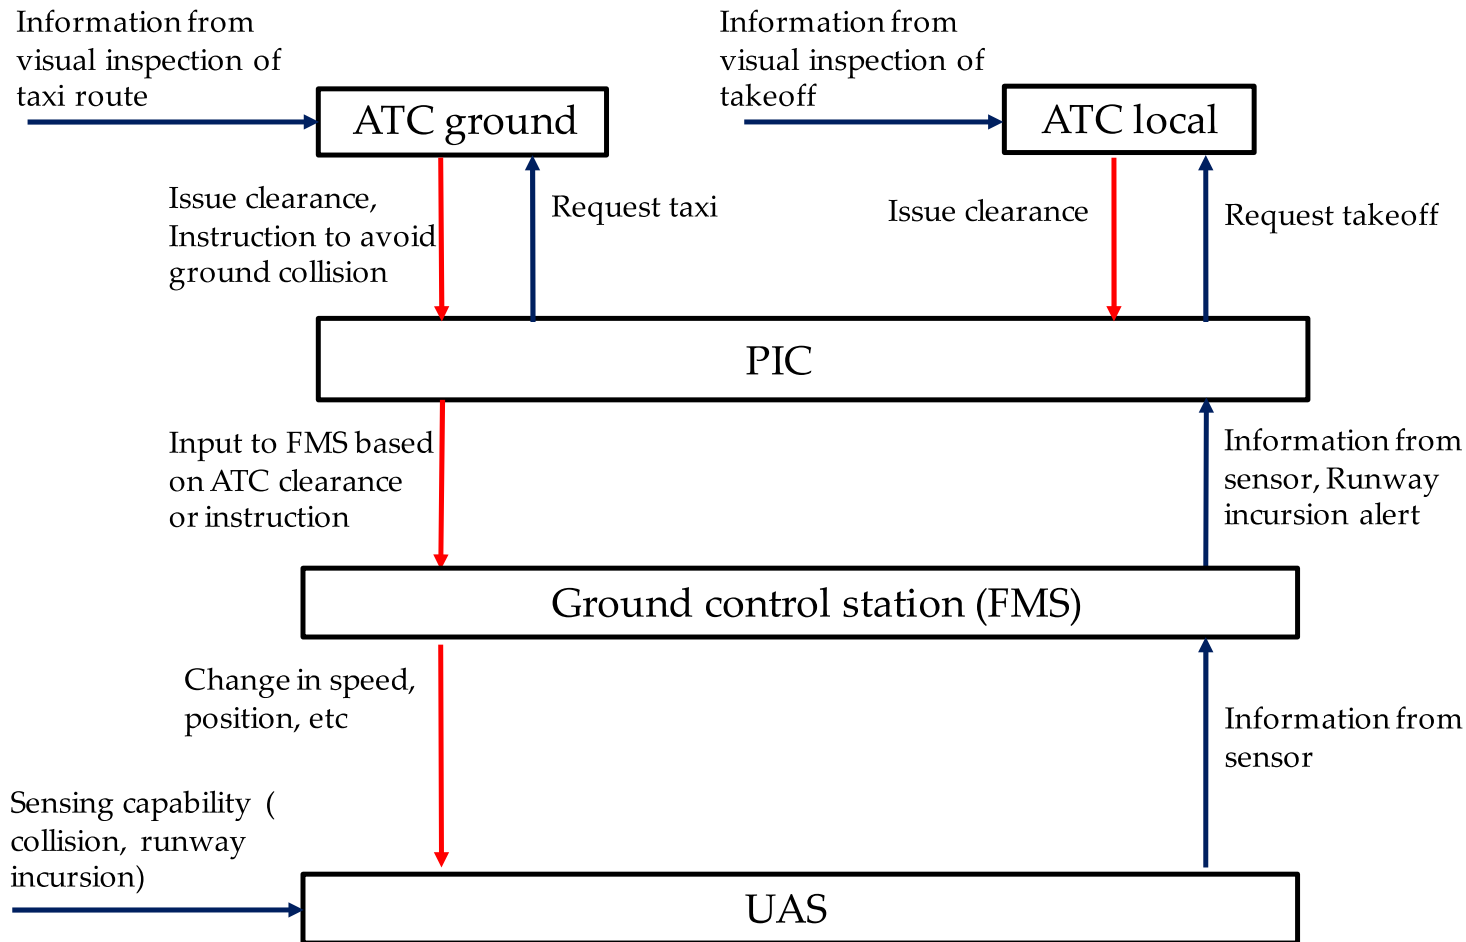 Information from
visual inspection of
taxi route
Information from
visual inspection of
takeoff
ATC ground
ATC local
Issue clearance,
Instruction to avoid
ground collision
Request taxi
Issue clearance
Request takeoff
PIC
Input to FMS based
on ATC clearance
or instruction
Information from
sensor, Runway
incursion alert
Ground control station (FMS)
Change in speed,
position, etc
Information from
sensor
Sensing capability (
collision, runway
incursion)
UAS